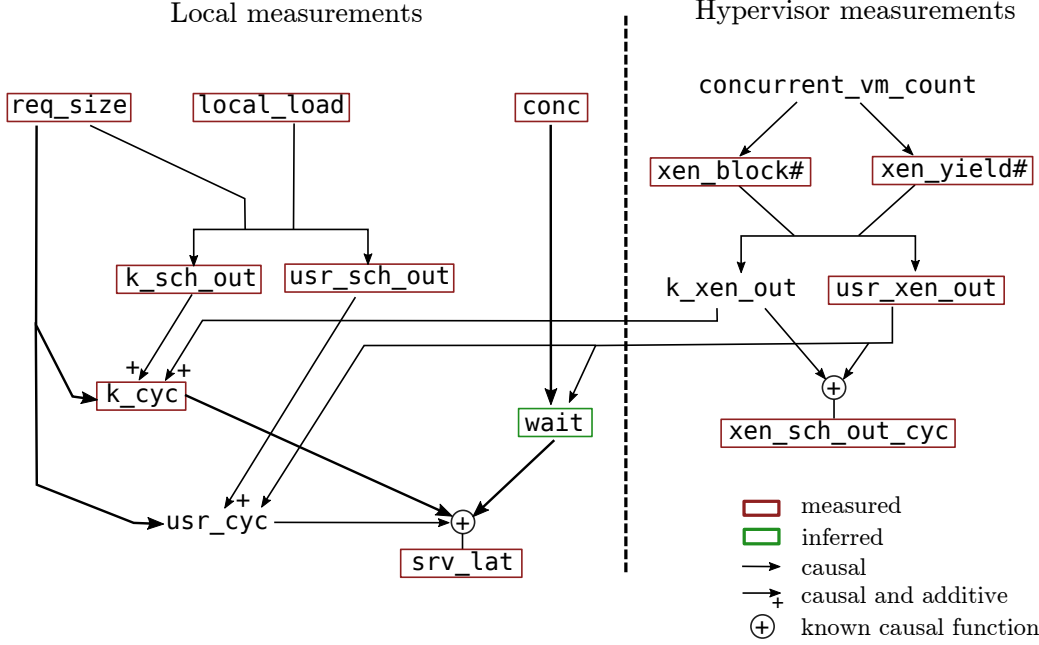 Local measurements
Hypervisor measurements
req_size
local_load
conc
concurrent_vm_count
xen_block#
xen_yield#
k_sch_out
usr_sch_out
k_xen_out
usr_xen_out
+
+
k_cyc
wait
+
xen_sch_out_cyc
+
usr_cyc
+
srv_lat
measured
inferred
causal
+
causal and additive
+
known causal function